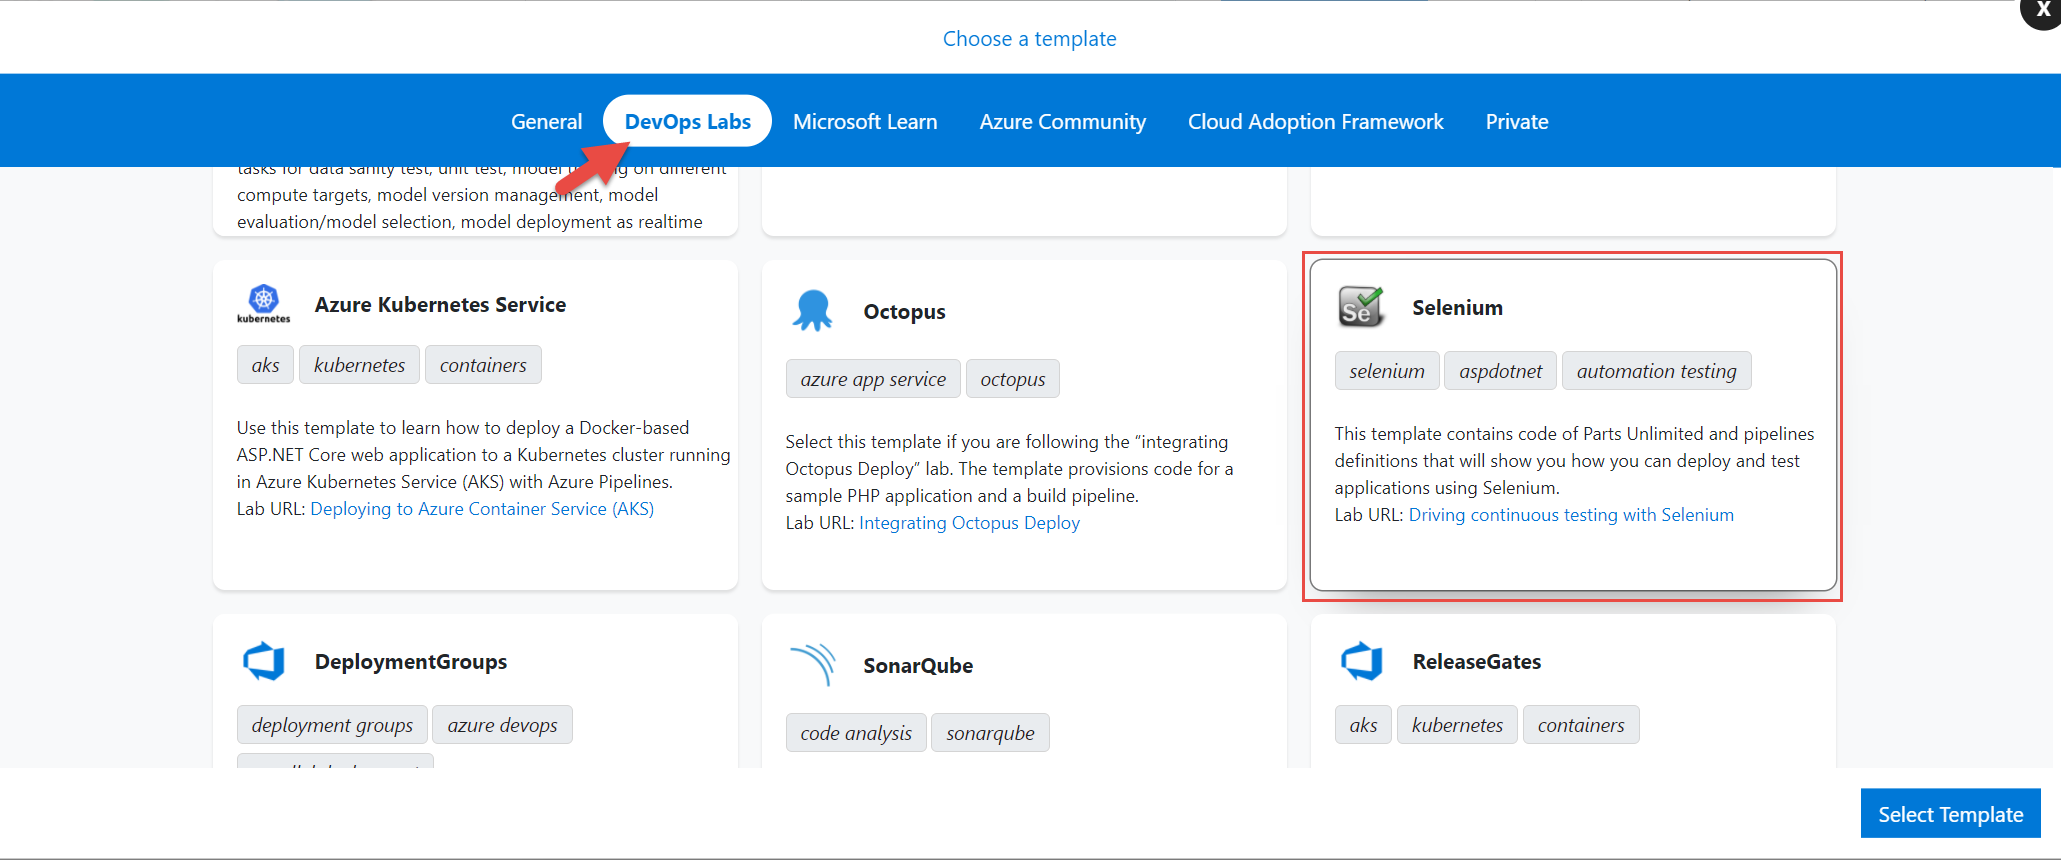 x
Choose a template
General
DevOps Labs
Microsoft Learn
Azure Community
Cloud Adoption Framework
Private
tasks for data sanity test, unit test, model on different
compute targets, model version management, model
evaluation/model selection, model deployment as realtime
kubernetes
Azure Kubernetes Service
aks
kubernetes
containers
Use this template to learn how to deploy a Docker-based
ASP.NET Core web application to a Kubernetes cluster running
in Azure Kubernetes Service (AKS) with Azure Pipelines.
Lab URL: Deploying to Azure Container Service (AKS)
Octopus
azure app service
octopus
Select this template if you are following the “integrating
Octopus Deploy” lab. The template provisions code for a
sample PHP application and a build pipeline.
Lab URL: Integrating Octopus Deploy
Se
Selenium
selenium
aspdotnet
automation testing
This template contains code of Parts Unlimited and pipelines
definitions that will show you how you can deploy and test
applications using Selenium.
Lab URL: Driving continuous testing with Selenium
DeploymentGroups
deployment groups
azure devops
SonarQube
code analysis
sonarqube
ReleaseGates
aks
kubernetes
containers
Select Template